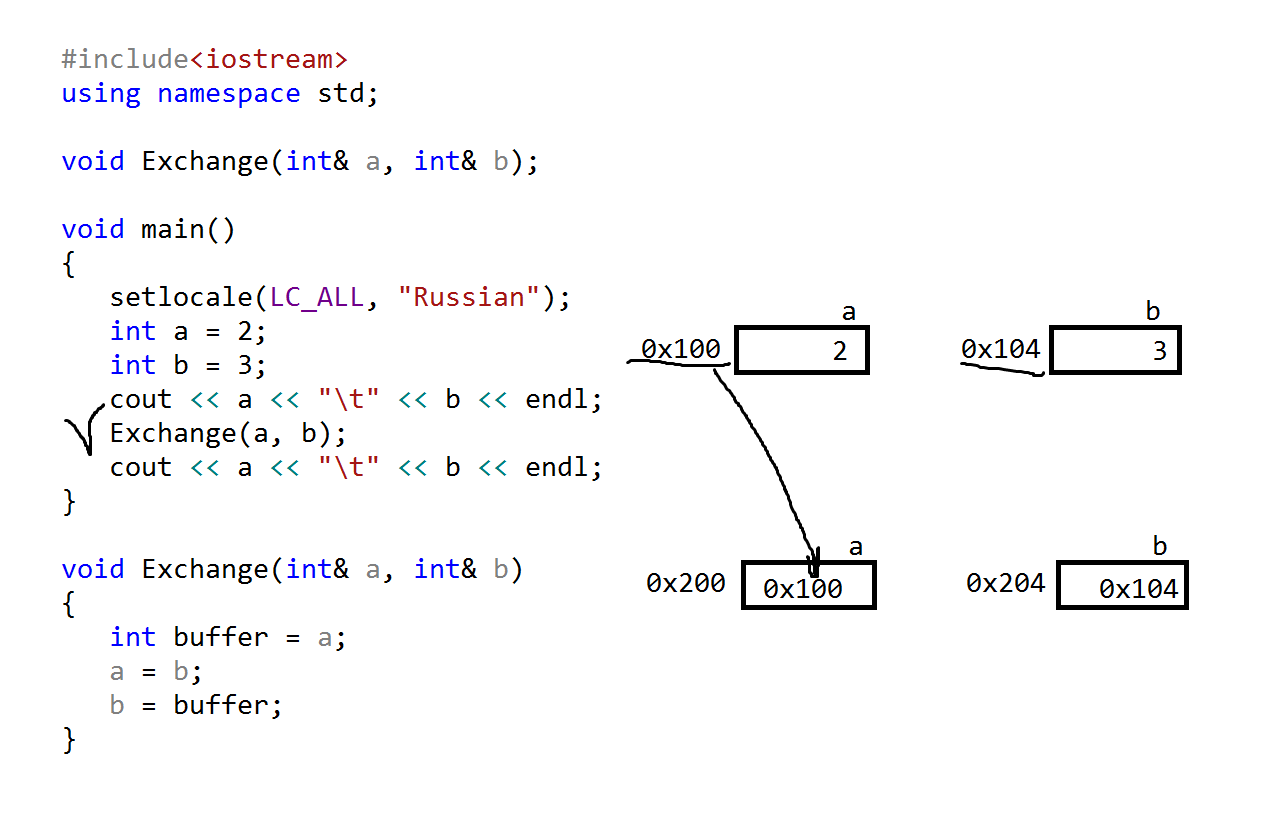 #include<iostream>
using namespace std;
void Exchange(int& a, int& b);
void main()
{
setlocale(LC_ALL, "Russian");
int a = 2;
int b = 3;
cout << a << "\t" << b << endl;
Exchange(a, b);
cout << a << "\t" << b << endl;
}
void Exchange(int& a, int& b)
{
int buffer = a;
a = b;
b = buffer;
}
a b
0x100 2 0x104 3
a b
0x200 0x100 0x204 0x104